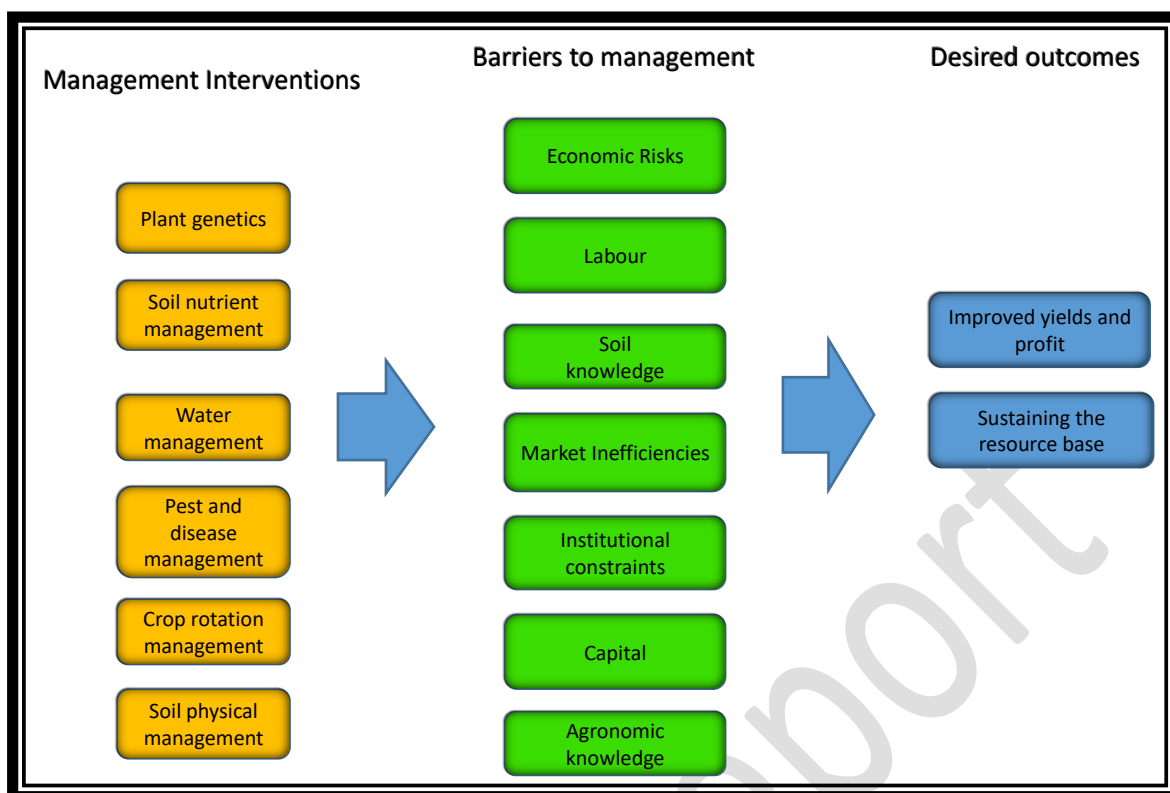 Management Interventions
Plant genetics
Soil nutrient
management
Water
management
Pest and
disease
management
Crop rotation
management
Soil physical
management
Barriers to management
Economic Risks
Labour
Soil
knowledge
Market Inefficiencies
Institutional
constraints
Capital
Agronomic
knowledge
Desired outcomes
Improved yields and
profit
Sustaining the
resource base